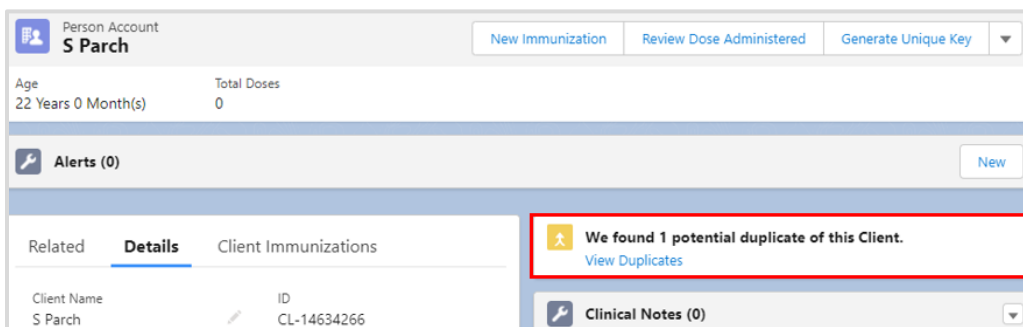 Person Account
S Parch
New Immunization
Review Dose Administered
Generate Unique Key
Age
Total Doses
22 Years 0 Month(s)
0
Alerts (0)
New
Related
Details
Client Immunizations
We found 1 potential duplicate of this Client.
View Duplicates
Client Name
ID
S Parch
CL-14634266
Clinical Notes (0)